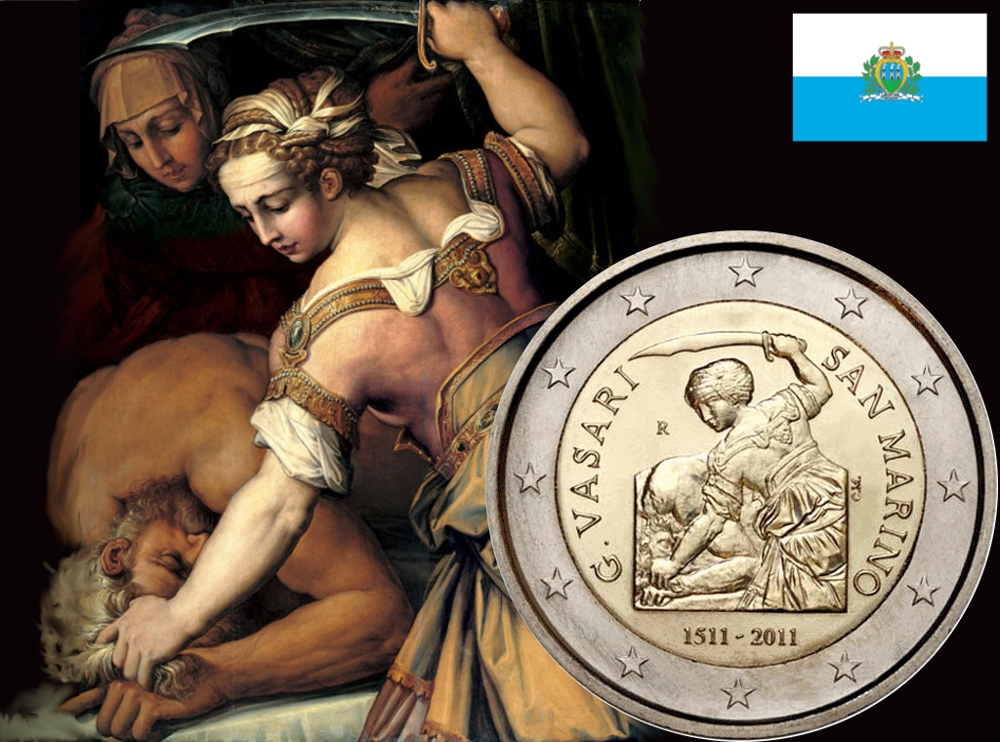 G. VASARI
SAN MARINO
R
C.M.
1511 - 2011